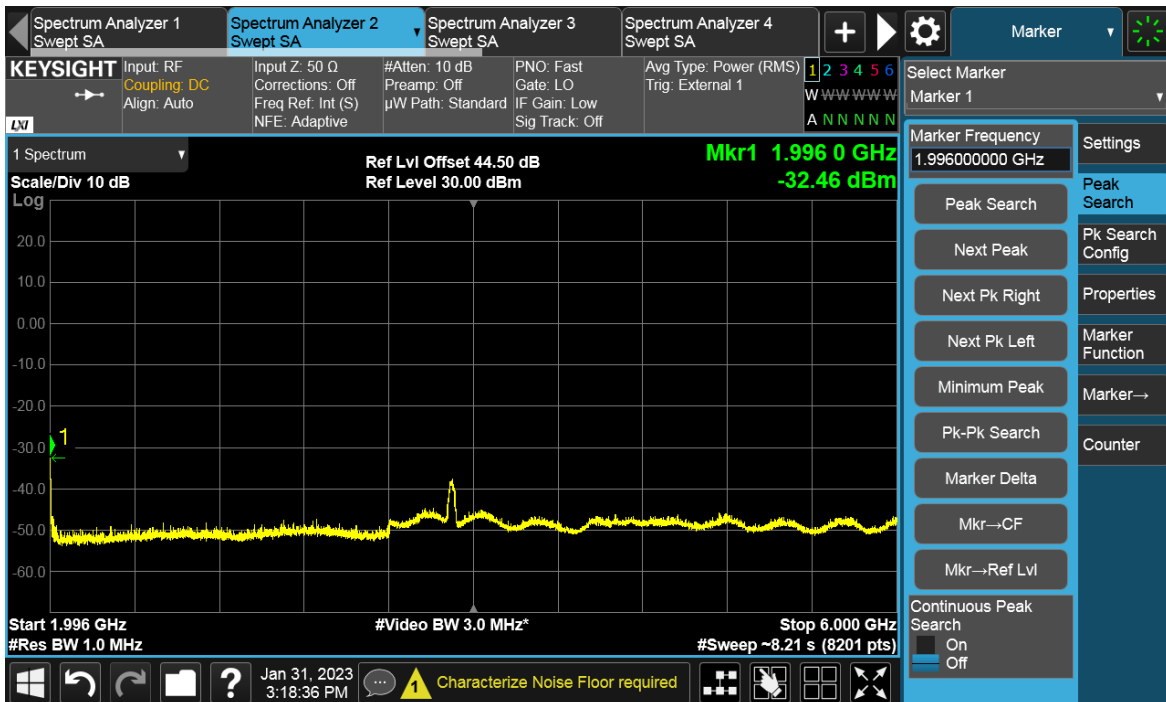 Spectrum Analyzer 1
Swept SA
Spectrum Analyzer 2
Swept SA
Spectrum Analyzer 3
Swept SA
Spectrum Analyzer 4
Swept SA
+
Marker
KEYSIGHT
LXI
Input: RF
Coupling: DC
Align: Auto
Input Z: 50 Ω
Corrections: Off
Freq Ref: Int (S)
NFE: Adaptive
#Atten: 10 dB
Preamp: Off
µW Path: Standard
PNO: Fast
Gate: LO
IF Gain: Low
Sig Track: Off
Avg Type: Power (RMS)
Trig: External 1
1 2 3 4 5 6
W W W W W W
A N N N N N
Select Marker
Marker 1
1 Spectrum
Scale/Div 10 dB
Log
Ref Lvl Offset 44.50 dB
Ref Level 30.00 dBm
Mkr1 1.996 0 GHz
-32.46 dBm
20.0
10.0
0.00
-10.0
-20.0
-30.0
-40.0
-50.0
-60.0
1
Start 1.996 GHz
#Res BW 1.0 MHz
#Video BW 3.0 MHz*
Stop 6.000 GHz
#Sweep ~8.21 s (8201 pts)
Marker Frequency
1.996000000 GHz
Peak Search
Next Peak
Next Pk Right
Next Pk Left
Minimum Peak
Pk-Pk Search
Marker Delta
Mkr→CF
Mkr→Ref Lvl
Continuous Peak
Search
On
Off
Settings
Peak
Search
Pk Search
Config
Properties
Marker
Function
Marker→
Counter
?
Jan 31, 2023
3:18:36 PM
1
Characterize Noise Floor required